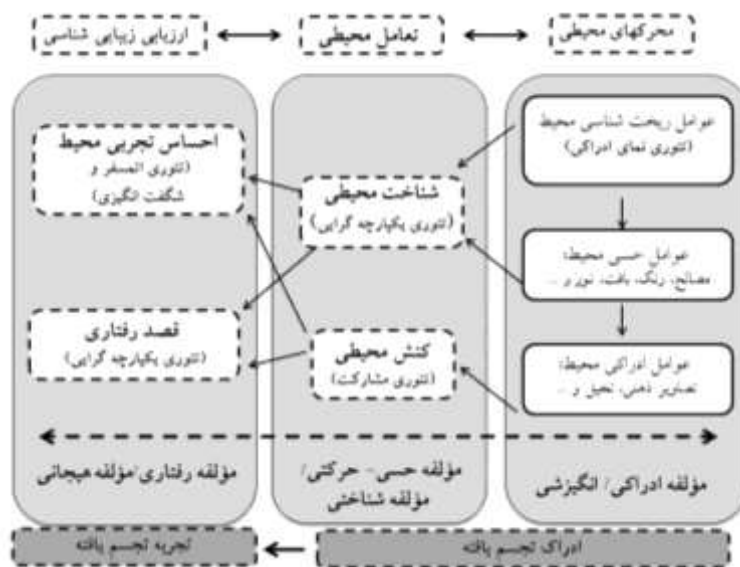 محرکهای محیطی
تعامل محیطی
ارزیابی زیبایی شناسی
عوامل ریخت شناسی محیط
(تئوری نمای ادراکی)
عوامل حسی محیط:
مصالح، رنگ، بافت، نور و ...
عوامل ادراکی محیط:
تصاویر ذهنی، تخیل و ...
مؤلفه ادراکی/ انگیزشی
شناخت محیطی
(تئوری یکپارچه گرایی)
کنش محیطی
(تئوری مشارکت)
مؤلفه حسی- حرکتی/
مؤلفه شناختی
احساس تجربی محیط
(تئوری اتمسفر و
شگفت انگیزی)
قصد رفتاری
(تئوری یکپارچه گرایی)
مؤلفه رفتاری/مؤلفه هیجانی
ادراک تجسم یافته
تجربه تجسم یافته